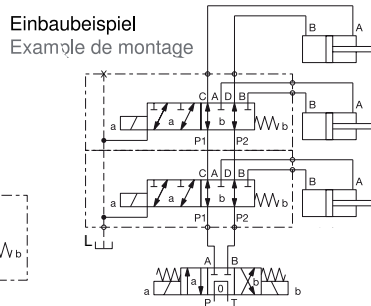 Einbaubeispiel
Example de montage
B A
C A D B
B A
a a b b
P1 P2
C A D B
B A
a a b b
P1 P2
L
b
A B
a a 0 b b
P T